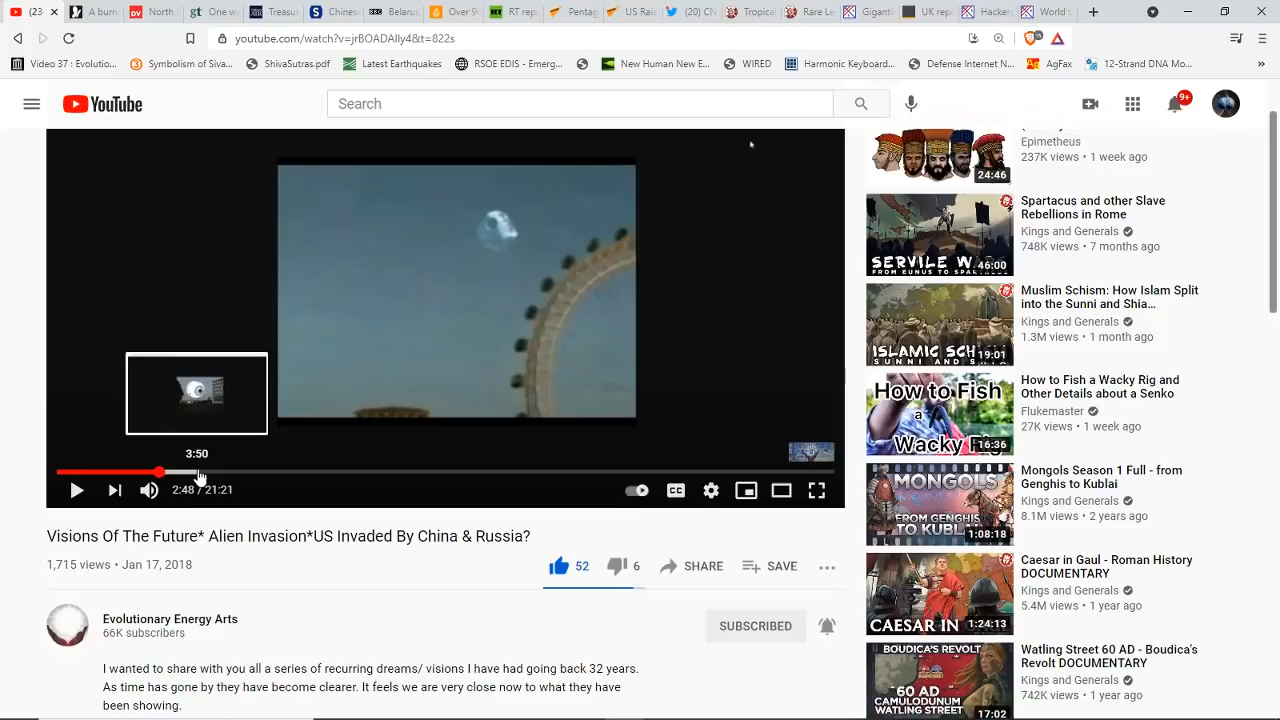 (23
A burn
North
One w
Treasu
Chines
Belaru
Docu
RT rep
Pentag
US Rais
(20)
Tropica
Rare Le
Giganti
UK rep
Hacker
World's
youtube.com/watch?v=jrBOADAlly4&t=822s
15
Video 37 : Evolutio...
Symbolism of Siva...
ShivaSutras.pdf
Latest Earthquakes
RSOE EDIS - Emerg...
New Human New E...
WIRED
Harmonic Keyboard...
Defense Internet N...
AgFax
12-Strand DNA Mo...
YouTube
Search
9+
Epimetheus
237K views • 1 week ago
24:46
Spartacus and other Slave
Rebellions in Rome
Kings and Generals
748K views • 7 months ago
SERVILE W
FROM EUNUS TO
46:00
Muslim Schism: How Islam Split
into the Sunni and Shia...
Kings and Generals
1.3M views • 1 month ago
ISLAMIC SCH
SUNNI AND
19:01
How to Fish a Wacky Rig and
Other Details about a Senko
Flukemaster
27K views • 1 week ago
How to Fish
a
Wacky
16:36
Mongols Season 1 Full - from
Genghis to Kublai
Kings and Generals
8.1M views • 2 years ago
MONGOLS
FROM GENGHIS
TO KUBL
1:08:18
Caesar in Gaul - Roman History
DOCUMENTARY
Kings and Generals
5.4M views • 1 year ago
CAESAR IN
1:24:13
Watling Street 60 AD - Boudica's
Revolt DOCUMENTARY
Kings and Generals
742K views • 1 year ago
BOUDICA'S REVOLT
60 AD
CAMULODUNUM
WATLING STREET
17:02
3:50
2:48 / 21:21
CC
Visions Of The Future* Alien *US Invaded By China & Russia?
1,715 views • Jan 17, 2018
52
6
SHARE
SAVE
Evolutionary Energy Arts
66K subscribers
SUBSCRIBED
I wanted to share with you all a series of recurring dreams/ visions I have had going back 32 years.
As time has gone by they have become clearer. It feels we are very close now to what they have
been showing.